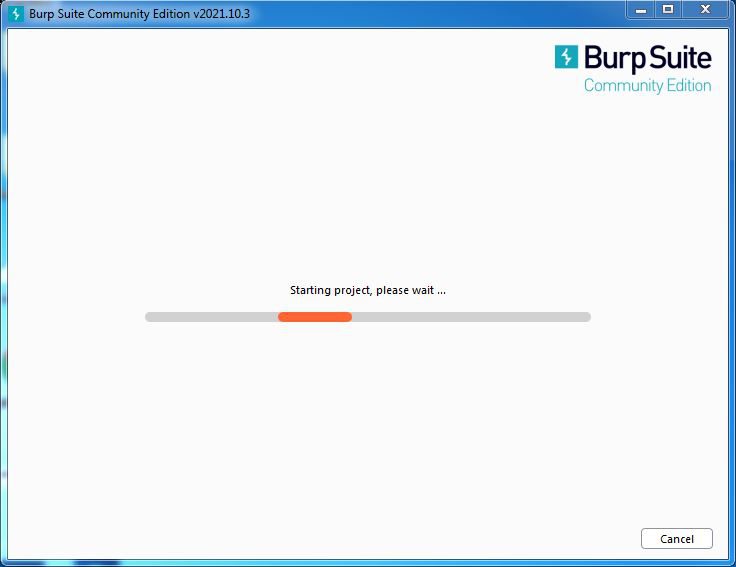 Burp Suite Community Edition v2021.10.3
Burp Suite
Community Edition
Starting project, please wait ...
Cancel